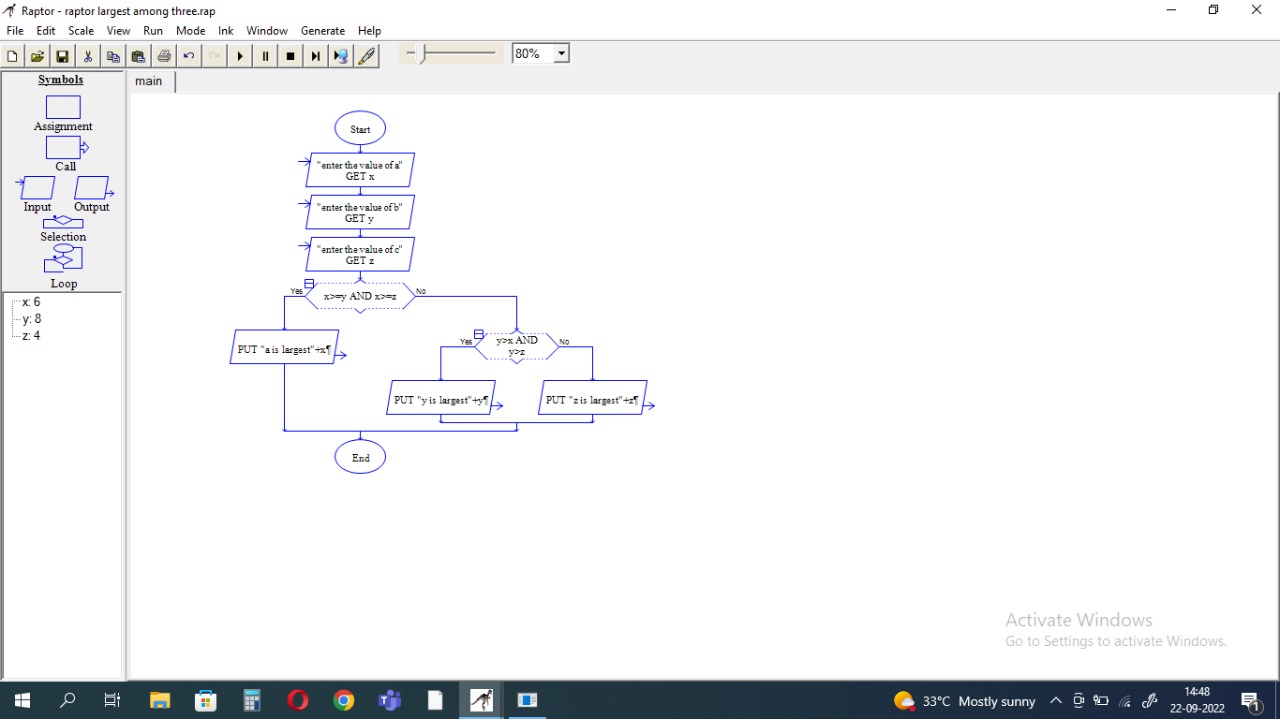 Raptor - raptor largest among three.rap
File Edit Scale View Run Mode Ink Window Generate Help
80%
Symbols
Assignment
Call
Input Output
Selection
Loop
x: 6
y: 8
z: 4
main
Start
"enter the value of a"
GET x
"enter the value of b"
GET y
"enter the value of c"
GET z
Yes
x>=y AND x>=z
No
PUT "a is largest"+x¶
Yes
y>x AND
y>z
No
PUT "y is largest"+y¶
PUT "z is largest"+z¶
End
Activate Windows
Go to Settings to activate Windows.
33°C Mostly sunny
14:48
22-09-2022
1